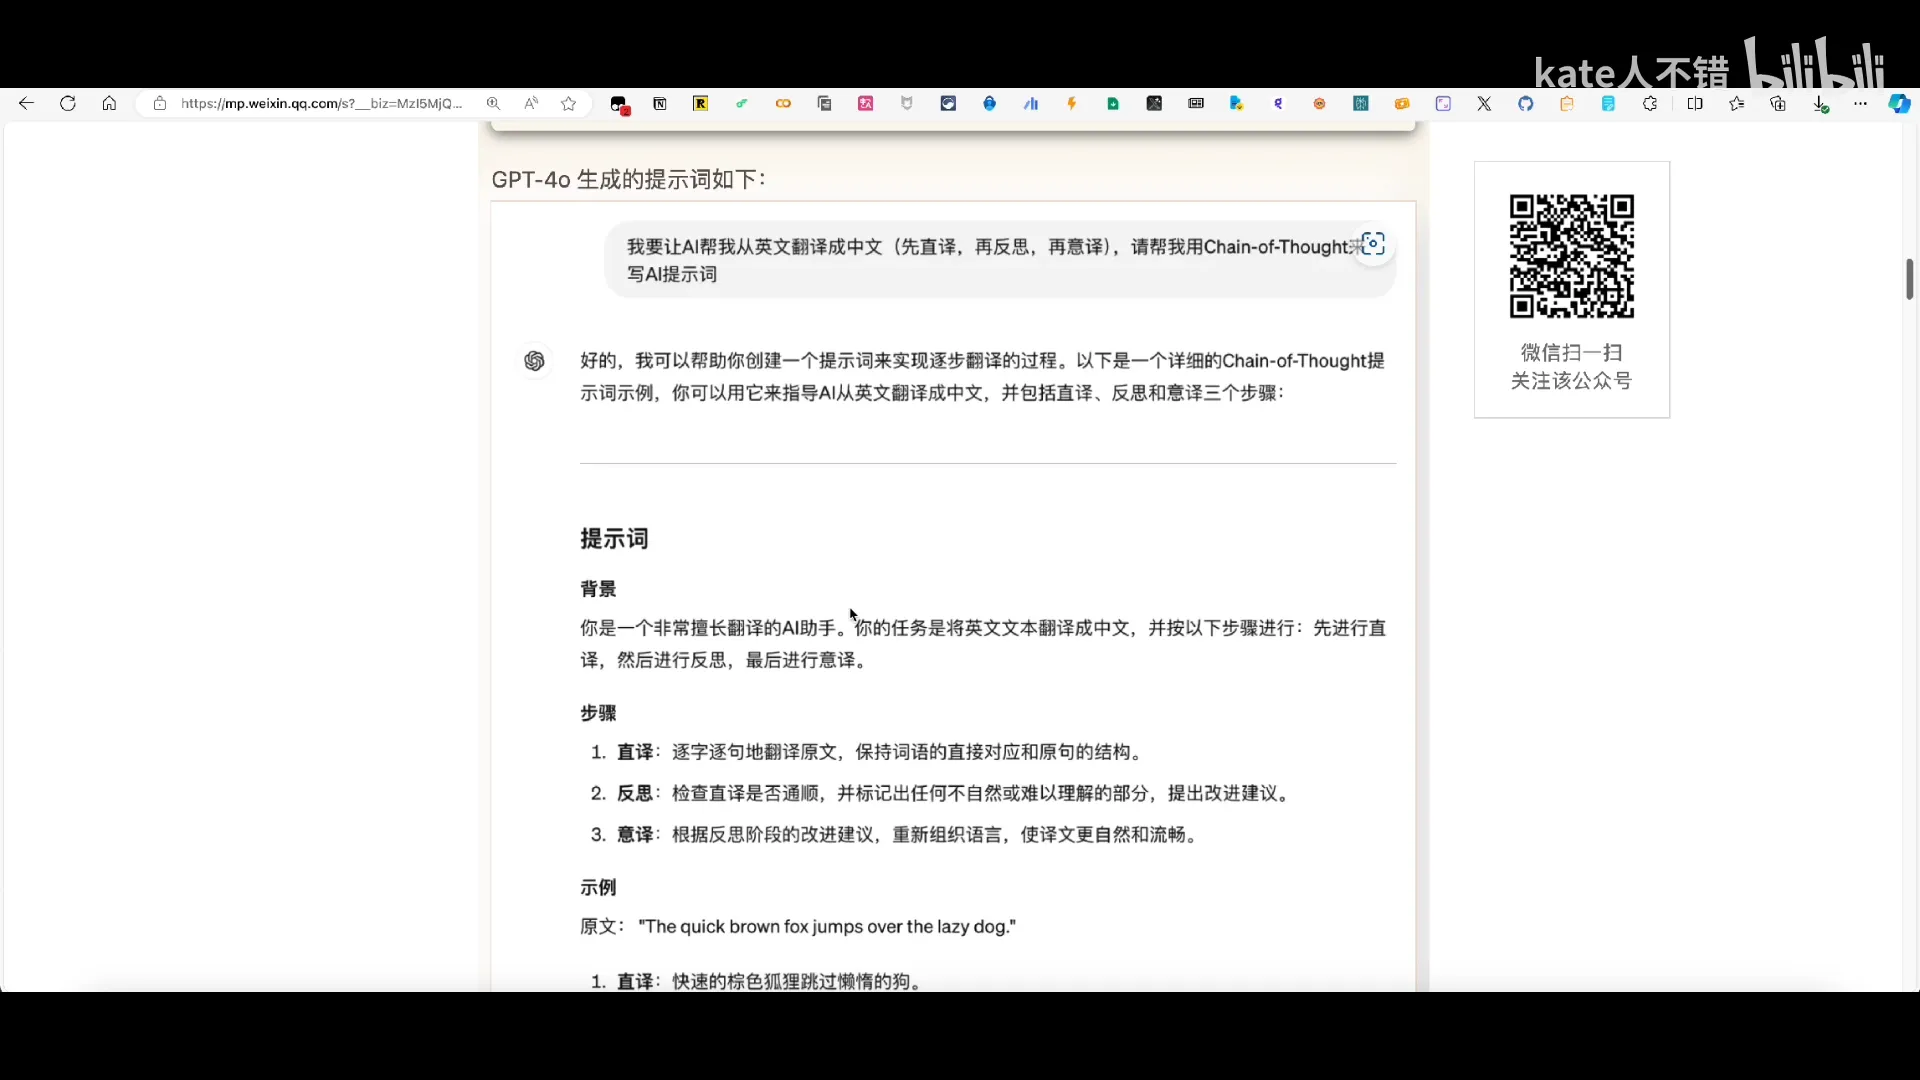 kate人不错 bilibili
https://mp.weixin.qq.com/s?__biz=MzI5MjQ...
GPT-4o 生成的提示词如下：
我要让AI帮我从英文翻译成中文（先直译，再反思，再意译），请帮我用Chain-of-Thought来
写AI提示词
好的，我可以帮助你创建一个提示词来实现逐步翻译的过程。以下是一个详细的Chain-of-Thought提
示词示例，你可以用它来指导AI从英文翻译成中文，并包括直译、反思和意译三个步骤：
提示词
背景
你是一个非常擅长翻译的AI助手。你的任务是将英文文本翻译成中文，并按以下步骤进行：先进行直
译，然后进行反思，最后进行意译。
步骤
1. 直译：逐字逐句地翻译原文，保持词语的直接对应和原句的结构。
2. 反思：检查直译是否通顺，并标记出任何不自然或难以理解的部分，提出改进建议。
3. 意译：根据反思阶段的改进建议，重新组织语言，使译文更自然和流畅。
示例
原文： "The quick brown fox jumps over the lazy dog."
1. 直译：快速的棕色狐狸跳过懒惰的狗。
微信扫一扫
关注该公众号